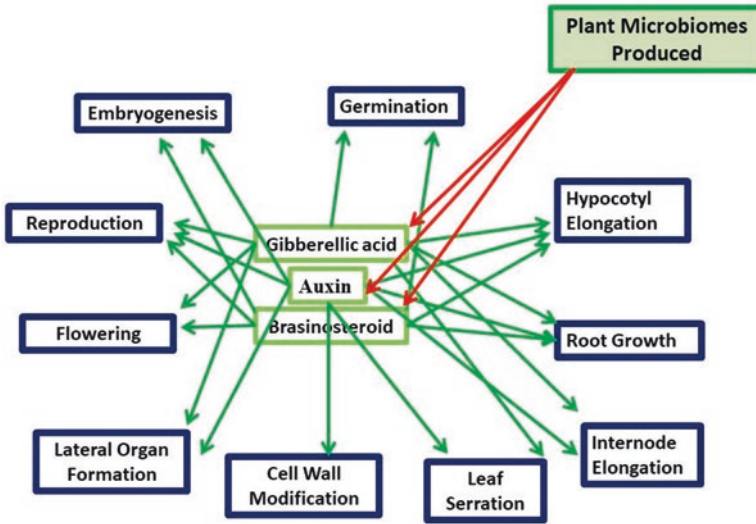 Plant Microbiomes
Produced
Embryogenesis
Germination
Reproduction
Hypocotyl
Elongation
Gibberellic acid
Auxin
Brasinosteroid
Flowering
Root Growth
Lateral Organ
Formation
Cell Wall
Modification
Leaf
Serration
Internode
Elongation